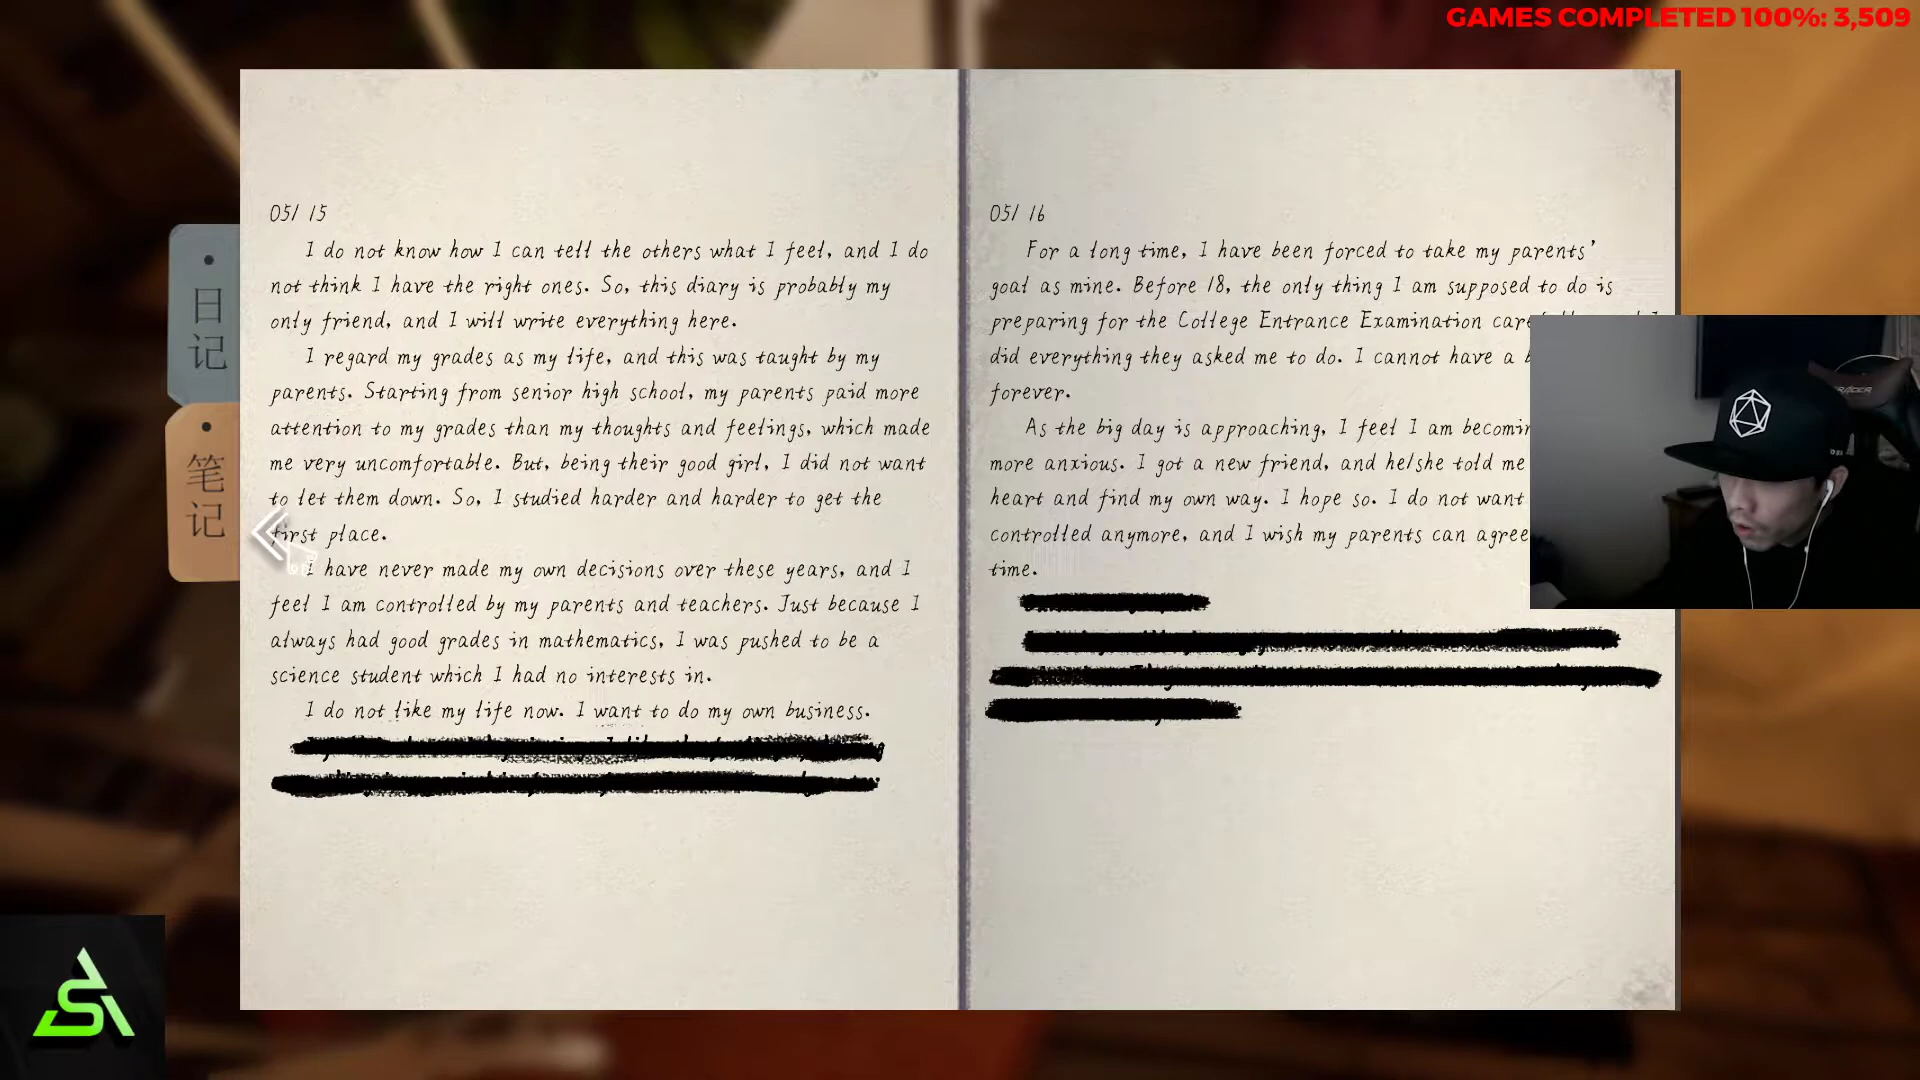 GAMES COMPLETED 100%: 3,509
日记
笔记
05/ 15
I do not know how I can tell the others what I feel, and I do
not think I have the right ones. So, this diary is probably my
only friend, and I will write everything here.
I regard my grades as my life, and this was taught by my
parents. Starting from senior high school, my parents paid more
attention to my grades than my thoughts and feelings, which made
me very uncomfortable. But, being their good girl, I did not want
to let them down. So, I studied harder and harder to get the
first place.
I have never made my own decisions over these years, and I
feel I am controlled by my parents and teachers. Just because I
always had good grades in mathematics, I was pushed to be a
science student which I had no interests in.
I do not like my life now. I want to do my own business.
05/ 16
For a long time, I have been forced to take my parents'
goal as mine. Before 18, the only thing I am supposed to do is
preparing for the College Entrance Examination
did everything they asked me to do. I cannot have a
forever.
As the big day is approaching, I feel I am
more anxious. I got a new friend, and he/she told me
heart and find my own way. I hope so. I do not want
controlled anymore, and I wish my parents can agree
time.